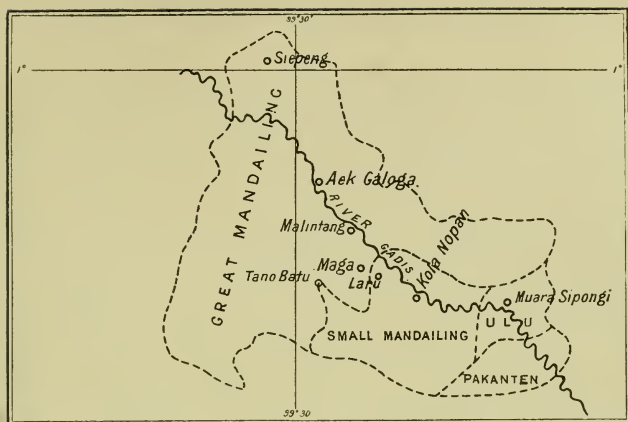 99°30'
1°
1°
Siepeng
GREAT MANDAILING
Aek Galoga
RIVER GADIS
Malintang
Kota Nopan
Maga
Laru
Tano Batu
Muara Sipongi
ULU
SMALL MANDAILING
PAKANTEN
99°30